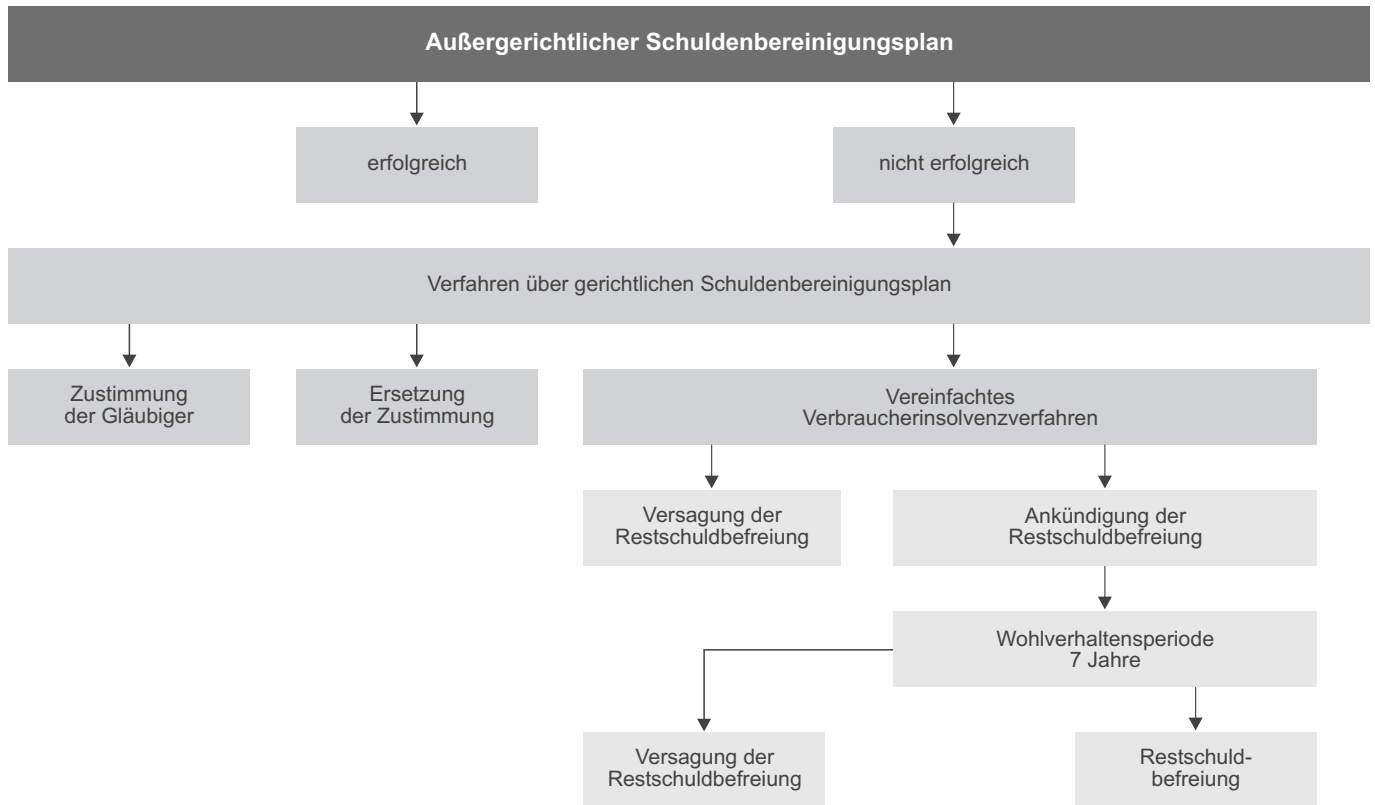 Außergerichtlicher Schuldenbereinigungsplan
erfolgreich
nicht erfolgreich
Verfahren über gerichtlichen Schuldenbereinigungsplan
Zustimmung
der Gläubiger
Ersetzung
der Zustimmung
Vereinfachtes
Verbraucherinsolvenzverfahren
Versagung der
Restschuldbefreiung
Ankündigung der
Restschuldbefreiung
Wohlverhaltensperiode
7 Jahre
Versagung der
Restschuldbefreiung
Restschuld-
befreiung